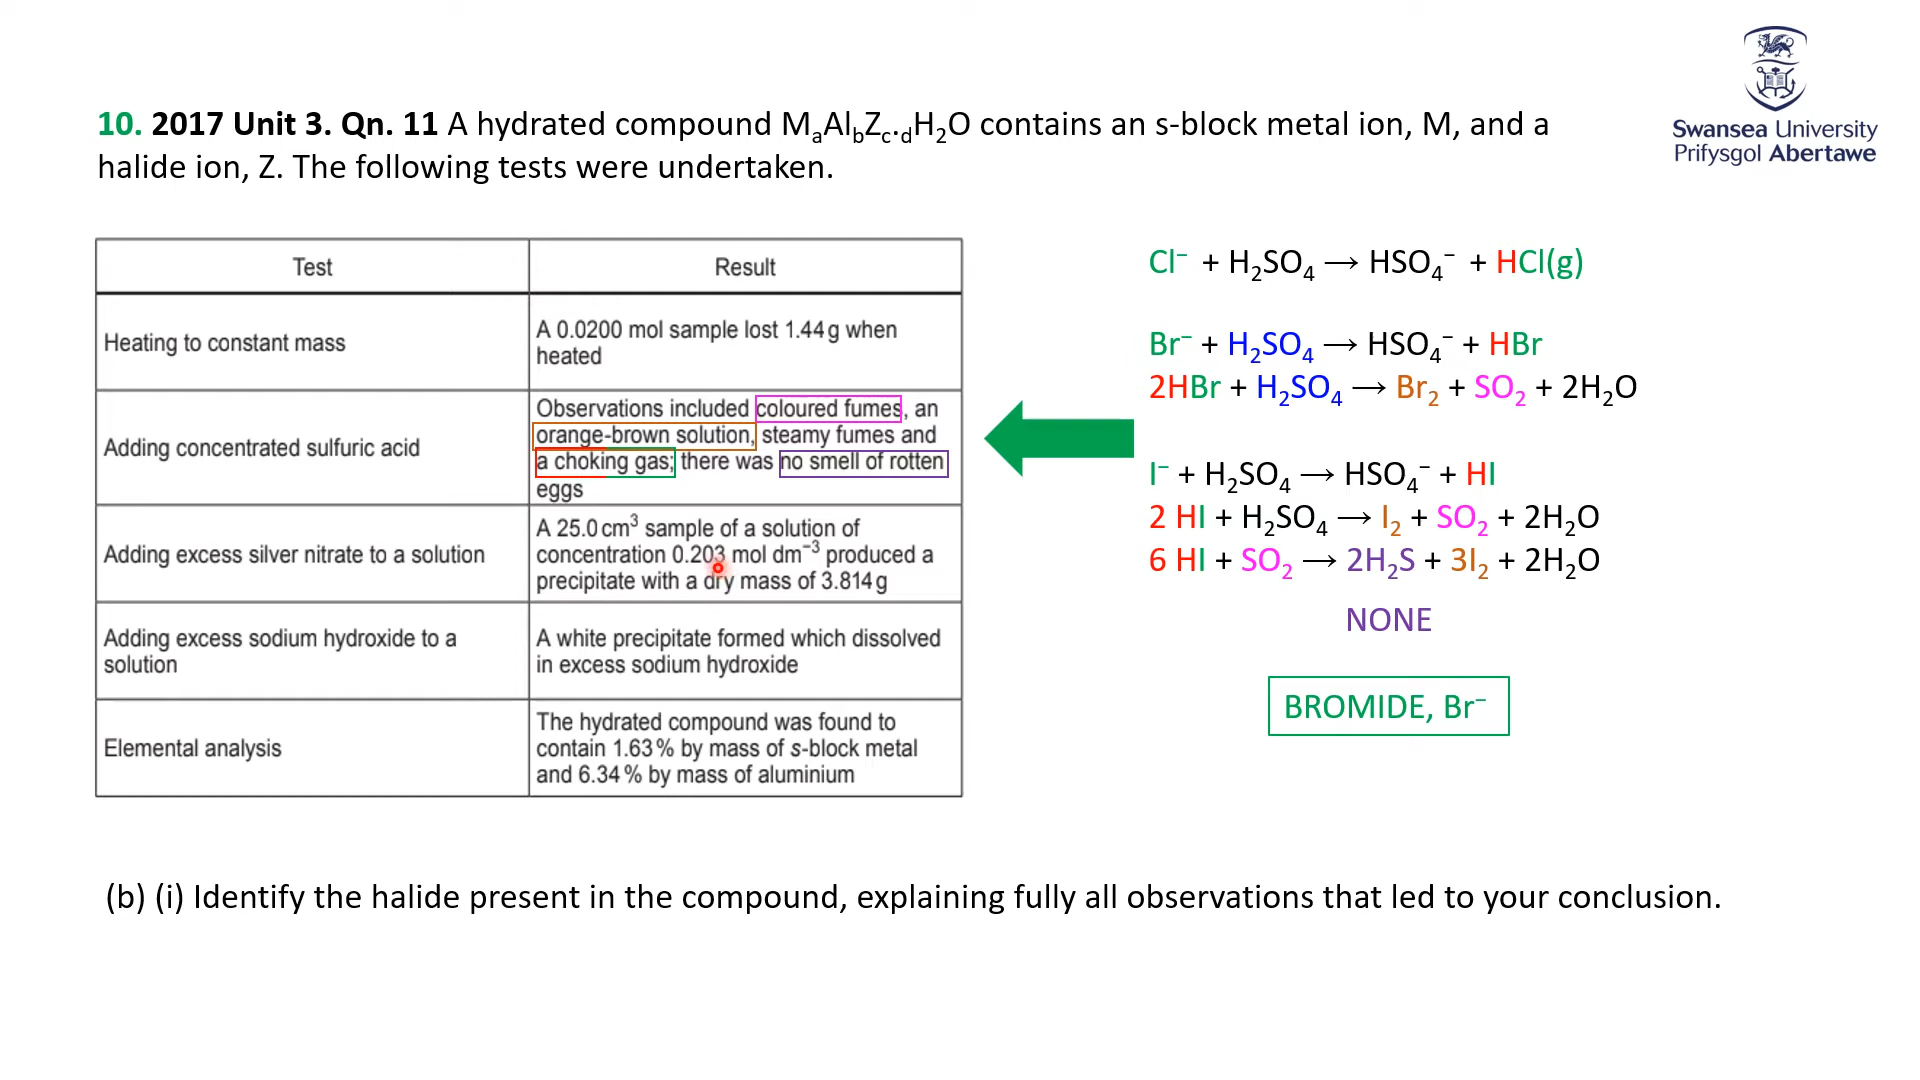 Swansea University
Prifysgol Abertawe
10. 2017 Unit 3. Qn. 11 A hydrated compound MₐAl_bZ_c.dH₂O contains an s-block metal ion, M, and a
halide ion, Z. The following tests were undertaken.
Test Result
Heating to constant mass
A 0.0200 mol sample lost 1.44 g when
heated
Adding concentrated sulfuric acid
Observations included coloured fumes, an
orange-brown solution, steamy fumes and
a choking gas; there was no smell of rotten
eggs
Adding excess silver nitrate to a solution
A 25.0 cm³ sample of a solution of
concentration 0.203 mol dm⁻³ produced a
precipitate with a dry mass of 3.814 g
Adding excess sodium hydroxide to a
solution
A white precipitate formed which dissolved
in excess sodium hydroxide
Elemental analysis
The hydrated compound was found to
contain 1.63 % by mass of s-block metal
and 6.34 % by mass of aluminium
Cl⁻ + H₂SO₄ → HSO₄⁻ + HCl(g)
Br⁻ + H₂SO₄ → HSO₄⁻ + HBr
2HBr + H₂SO₄ → Br₂ + SO₂ + 2H₂O
I⁻ + H₂SO₄ → HSO₄⁻ + HI
2 HI + H₂SO₄ → I₂ + SO₂ + 2H₂O
6 HI + SO₂ → 2H₂S + 3I₂ + 2H₂O
NONE
BROMIDE, Br⁻
(b) (i) Identify the halide present in the compound, explaining fully all observations that led to your conclusion.